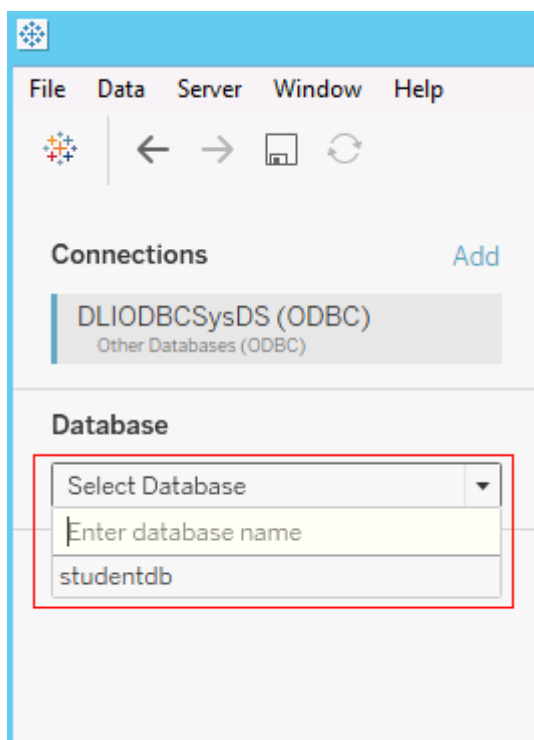 File Data Server Window Help
Connections Add
DLIODBCSysDS (ODBC)
Other Databases (ODBC)
Database
Select Database
Enter database name
studentdb